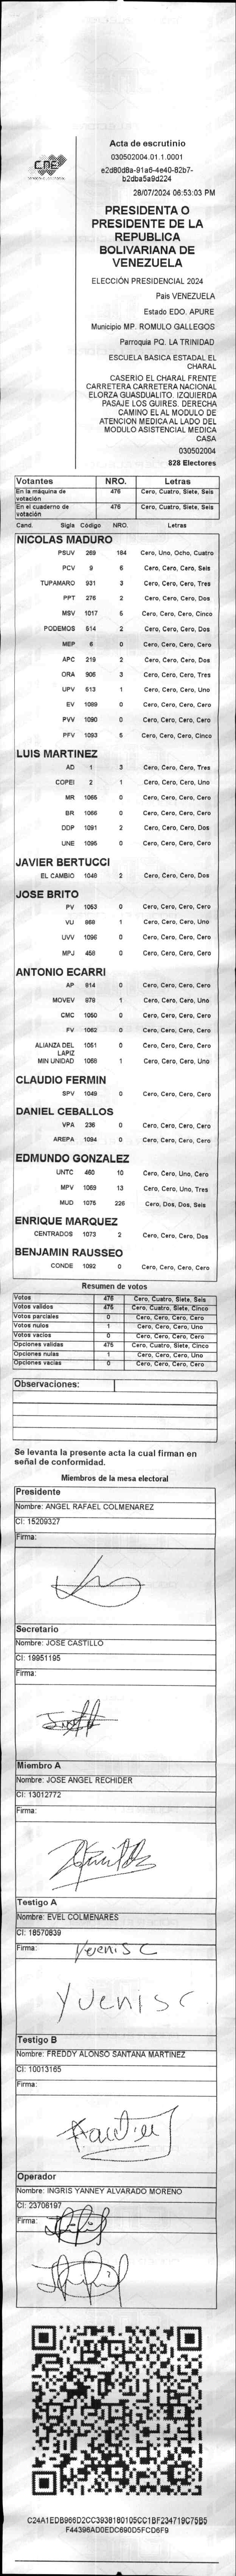 CNE
Acta de escrutinio
030502004.01.1.0001
e2d80d8a-91a6-4e40-82b7-
b2dba5a9d224
28/07/2024 06:53:03 PM
PRESIDENTA O
PRESIDENTE DE LA
REPUBLICA
BOLIVARIANA DE
VENEZUELA
ELECCIÓN PRESIDENCIAL 2024
Pais VENEZUELA
Estado EDO. APURE
Municipio MP. ROMULO GALLEGOS
Parroquia PQ. LA TRINIDAD
ESCUELA BASICA ESTADAL EL
CHARAL
CASERIO EL CHARAL FRENTE
CARRETERA CARRETERA NACIONAL
ELORZA GUASDUALITO. IZQUIERDA
PASAJE LOS GUIRES. DERECHA
CAMINO EL AL MODULO DE
ATENCION MEDICA AL LADO DEL
MODULO ASISTENCIAL MEDICA
CASA
030502004
828 Electores
Votantes NRO. Letras
En la máquina de votación 476 Cero, Cuatro, Siete, Seis
En el cuaderno de votación 476 Cero, Cuatro, Siete, Seis
Cand. Sigla Código NRO. Letras
NICOLAS MADURO
PSUV 269 184 Cero, Uno, Ocho, Cuatro
PCV 9 6 Cero, Cero, Cero, Seis
TUPAMARO 931 3 Cero, Cero, Cero, Tres
PPT 276 2 Cero, Cero, Cero, Dos
MSV 1017 5 Cero, Cero, Cero, Cinco
PODEMOS 514 2 Cero, Cero, Cero, Dos
MEP 6 0 Cero, Cero, Cero, Cero
APC 219 2 Cero, Cero, Cero, Dos
ORA 906 3 Cero, Cero, Cero, Tres
UPV 513 1 Cero, Cero, Cero, Uno
EV 1089 0 Cero, Cero, Cero, Cero
PVV 1090 0 Cero, Cero, Cero, Cero
PFV 1093 5 Cero, Cero, Cero, Cinco
LUIS MARTINEZ
AD 1 3 Cero, Cero, Cero, Tres
COPEI 2 1 Cero, Cero, Cero, Uno
MR 1065 0 Cero, Cero, Cero, Cero
BR 1066 0 Cero, Cero, Cero, Cero
DDP 1091 2 Cero, Cero, Cero, Dos
UNE 1095 0 Cero, Cero, Cero, Cero
JAVIER BERTUCCI
EL CAMBIO 1048 2 Cero, Cero, Cero, Dos
JOSE BRITO
PV 1053 0 Cero, Cero, Cero, Cero
VU 868 1 Cero, Cero, Cero, Uno
UVV 1096 0 Cero, Cero, Cero, Cero
MPJ 458 0 Cero, Cero, Cero, Cero
ANTONIO ECARRI
AP 814 0 Cero, Cero, Cero, Cero
MOVEV 979 1 Cero, Cero, Cero, Uno
CMC 1050 0 Cero, Cero, Cero, Cero
FV 1062 0 Cero, Cero, Cero, Cero
ALIANZA DEL LAPIZ 1051 0 Cero, Cero, Cero, Cero
MIN UNIDAD 1068 1 Cero, Cero, Cero, Uno
CLAUDIO FERMIN
SPV 1049 0 Cero, Cero, Cero, Cero
DANIEL CEBALLOS
VPA 236 0 Cero, Cero, Cero, Cero
AREPA 1094 0 Cero, Cero, Cero, Cero
EDMUNDO GONZALEZ
UNTC 460 10 Cero, Cero, Uno, Cero
MPV 1069 13 Cero, Cero, Uno, Tres
MUD 1075 226 Cero, Dos, Dos, Seis
ENRIQUE MARQUEZ
CENTRADOS 1073 2 Cero, Cero, Cero, Dos
BENJAMIN RAUSSEO
CONDE 1092 0 Cero, Cero, Cero, Cero
Resumen de votos
Votos 476 Cero, Cuatro, Siete, Seis
Votos validos 475 Cero, Cuatro, Siete, Cinco
Votos parciales 0 Cero, Cero, Cero, Cero
Votos nulos 1 Cero, Cero, Cero, Uno
Votos vacios 0 Cero, Cero, Cero, Cero
Opciones validas 475 Cero, Cuatro, Siete, Cinco
Opciones nulas 1 Cero, Cero, Cero, Uno
Opciones vacias 0 Cero, Cero, Cero, Cero
Observaciones:
Se levanta la presente acta la cual firman en
señal de conformidad.
Miembros de la mesa electoral
Presidente
Nombre: ANGEL RAFAEL COLMENAREZ
CI: 15209327
Firma:
Secretario
Nombre: JOSE CASTILLO
CI: 19951195
Firma:
Miembro A
Nombre: JOSE ANGEL RECHIDER
CI: 13012772
Firma:
Testigo A
Nombre: EVEL COLMENARES
CI: 18570839
Firma: Yvenis C
Yvenis C
Testigo B
Nombre: FREDDY ALONSO SANTANA MARTINEZ
CI: 10013165
Firma:
Operador
Nombre: INGRIS YANNEY ALVARADO MORENO
CI: 23706197
Firma:
C24A1EDB966D2CC3938180105CC1BF234719C75B5
F44396AD0EDC690D5FCD6F9